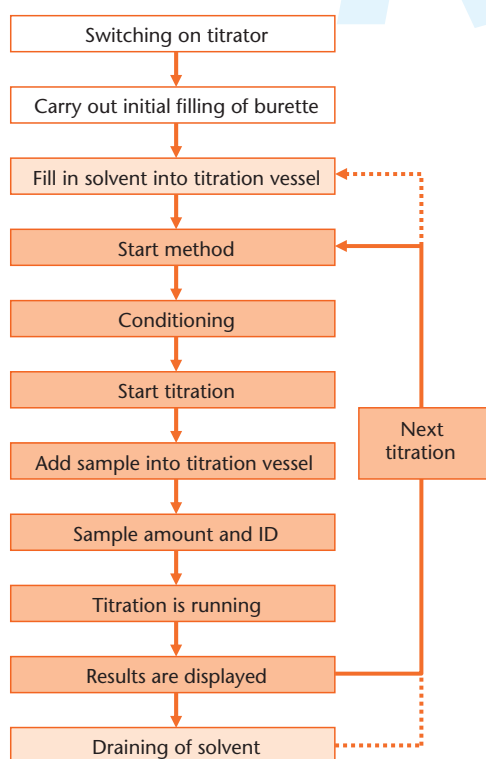 Switching on titrator
Carry out initial filling of burette
Fill in solvent into titration vessel
Start method
Conditioning
Start titration
Add sample into titration vessel
Next
titration
Sample amount and ID
Titration is running
Results are displayed
Draining of solvent